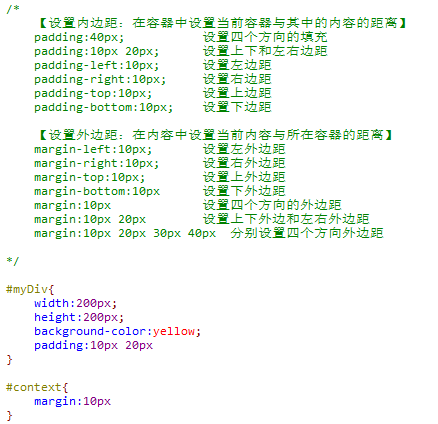 /*
【设置内边距：在容器中设置当前容器与其中的内容的距离】
padding:40px; 设置四个方向的填充
padding:10px 20px; 设置上下和左右边距
padding-left:10px; 设置左边距
padding-right:10px; 设置右边距
padding-top:10px; 设置上边距
padding-bottom:10px; 设置下边距
【设置外边距：在内容中设置当前内容与所在容器的距离】
margin-left:10px; 设置左外边距
margin-right:10px; 设置右外边距
margin-top:10px; 设置上外边距
margin-bottom:10px 设置下外边距
margin:10px 设置四个方向的外边距
margin:10px 20px 设置上下外边和左右外边距
margin:10px 20px 30px 40px 分别设置四个方向外边距
*/
#myDiv{
width:200px;
height:200px;
background-color:yellow;
padding:10px 20px
}
#context{
margin:10px
}